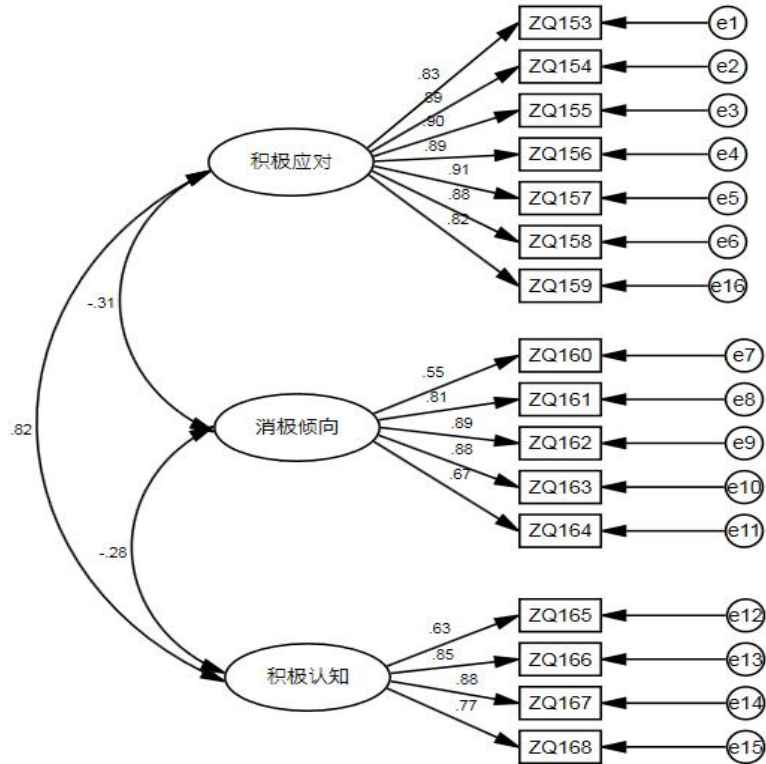 ZQ153
e1
.83
ZQ154
e2
.89
ZQ155
e3
.90
ZQ156
e4
.89
积极应对
ZQ157
e5
.91
ZQ158
e6
.88
ZQ159
e16
.82
-.31
ZQ160
e7
.55
ZQ161
e8
.81
消极倾向
ZQ162
e9
.89
.82
ZQ163
e10
.88
ZQ164
e11
.67
-.28
ZQ165
e12
.63
ZQ166
e13
.85
积极认知
ZQ167
e14
.88
ZQ168
e15
.77